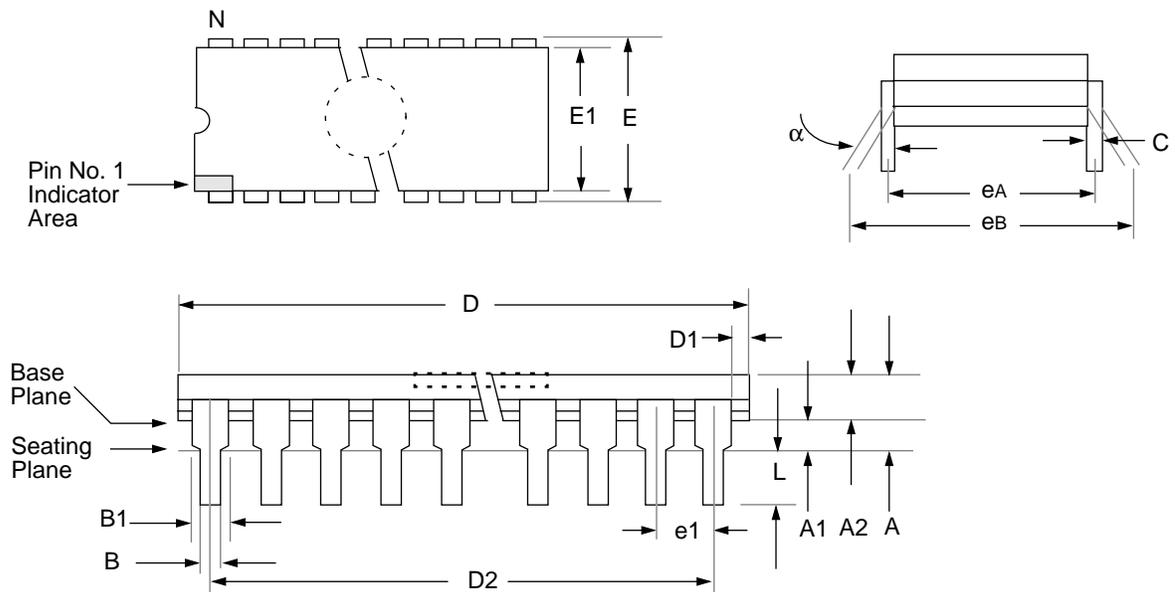 N
E1
E
Pin No. 1
Indicator
Area
α
C
eA
eB
D
D1
Base
Plane
Seating
Plane
L
B1
e1
A1
A2
A
B
D2